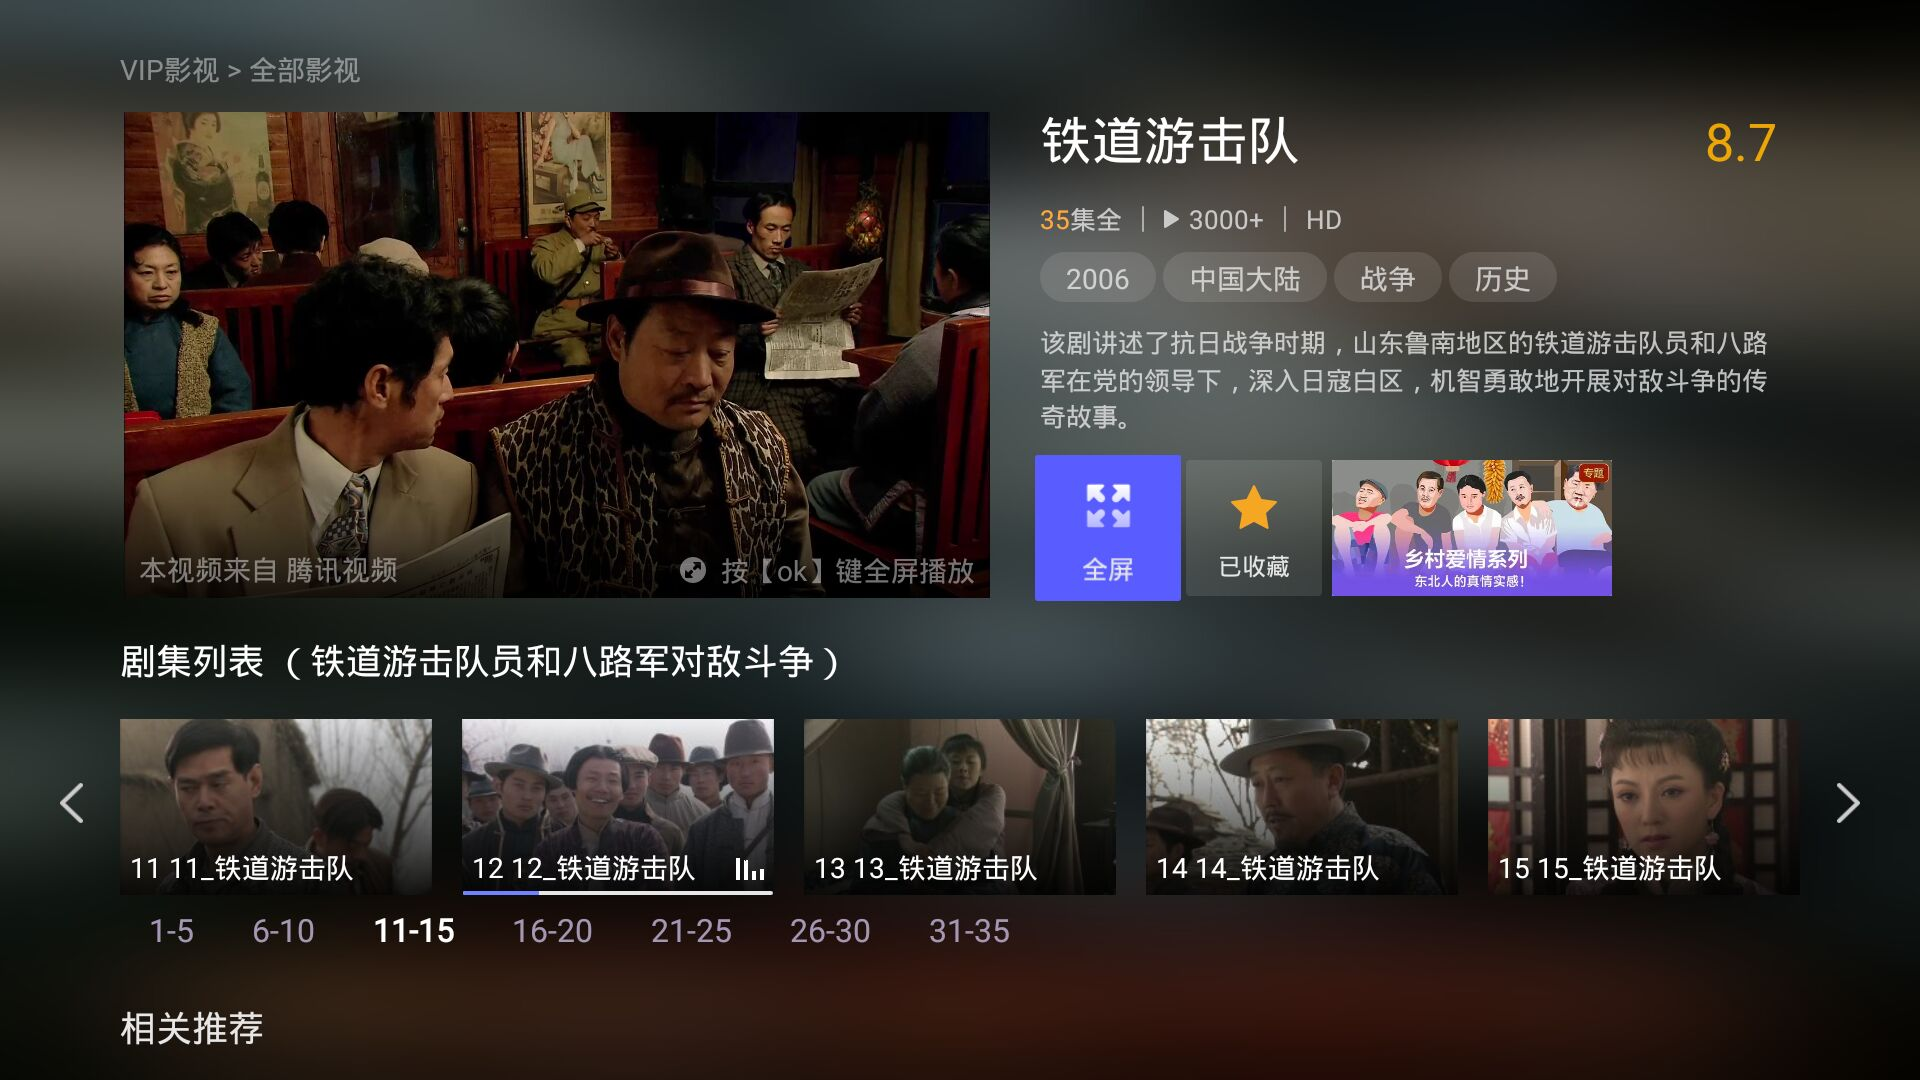 VIP影视 > 全部影视
本视频来自 腾讯视频
按【ok】键全屏播放
铁道游击队
8.7
35集全 | 3000+ | HD
2006 中国大陆 战争 历史
该剧讲述了抗日战争时期，山东鲁南地区的铁道游击队员和八路
军在党的领导下，深入日寇白区，机智勇敢地开展对敌斗争的传
奇故事。
全屏
已收藏
专题
乡村爱情系列
东北人的真情实感！
剧集列表 （铁道游击队员和八路军对敌斗争）
11 11_铁道游击队
12 12_铁道游击队
13 13_铁道游击队
14 14_铁道游击队
15 15_铁道游击队
1-5 6-10 11-15 16-20 21-25 26-30 31-35
相关推荐